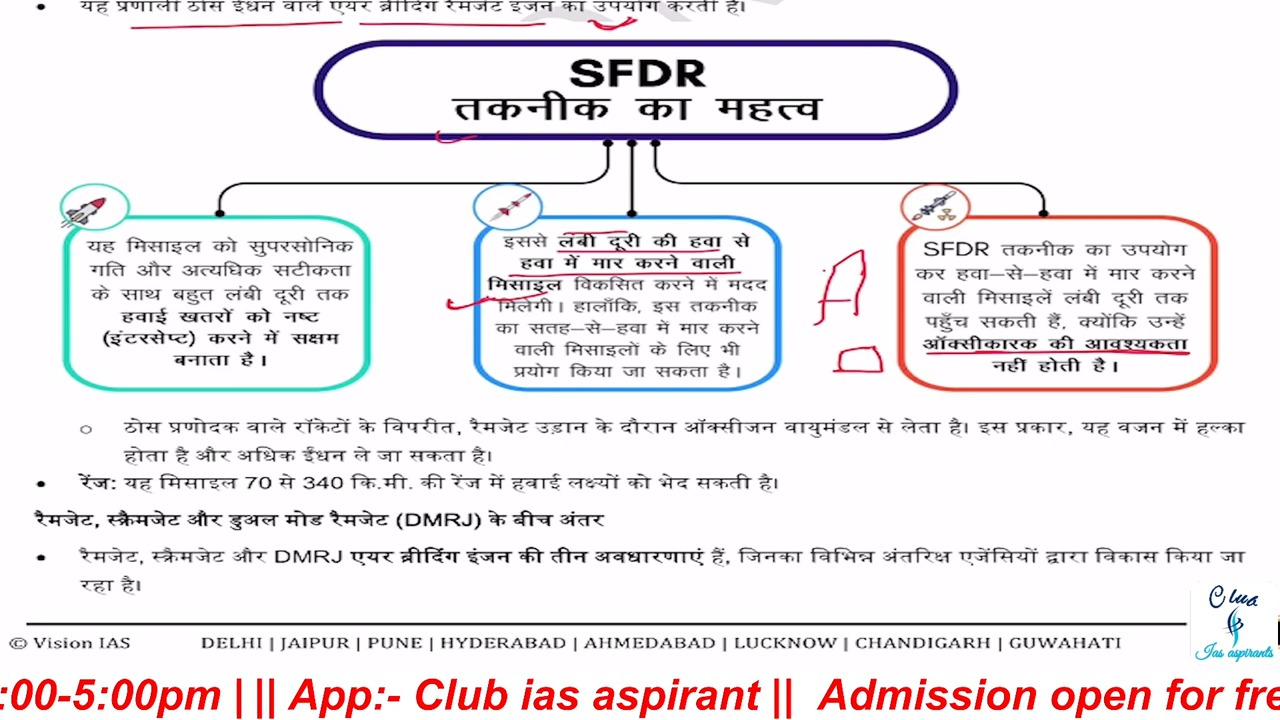 • यह प्रणाली ठोस ईंधन वाले एयर ब्रीदिंग रैमजेट इंजन का उपयोग करती है।
SFDR
तकनीक का महत्व
यह मिसाइल को सुपरसोनिक
गति और अत्यधिक सटीकता
के साथ बहुत लंबी दूरी तक
हवाई खतरों को नष्ट
(इंटरसेप्ट) करने में सक्षम
बनाता है।
इससे लंबी दूरी की हवा से
हवा में मार करने वाली
मिसाइल विकसित करने में मदद
मिलेगी। हालाँकि, इस तकनीक
का सतह–से–हवा में मार करने
वाली मिसाइलों के लिए भी
प्रयोग किया जा सकता है।
SFDR तकनीक का उपयोग
कर हवा–से–हवा में मार करने
वाली मिसाइलें लंबी दूरी तक
पहुँच सकती हैं, क्योंकि उन्हें
ऑक्सीकारक की आवश्यकता
नहीं होती है।
○ ठोस प्रणोदक वाले रॉकेटों के विपरीत, रैमजेट उड़ान के दौरान ऑक्सीजन वायुमंडल से लेता है। इस प्रकार, यह वजन में हल्का
होता है और अधिक ईंधन ले जा सकता है।
• रेंज: यह मिसाइल 70 से 340 कि.मी. की रेंज में हवाई लक्ष्यों को भेद सकती है।
रैमजेट, स्क्रैमजेट और डुअल मोड रैमजेट (DMRJ) के बीच अंतर
• रैमजेट, स्क्रैमजेट और DMRJ एयर ब्रीदिंग इंजन की तीन अवधारणाएं हैं, जिनका विभिन्न अंतरिक्ष एजेंसियों द्वारा विकास किया जा
रहा है।
© Vision IAS DELHI | JAIPUR | PUNE | HYDERABAD | AHMEDABAD | LUCKNOW | CHANDIGARH | GUWAHATI
Club
Ias aspirants
:00-5:00pm | || App:- Club ias aspirant || Admission open for fre